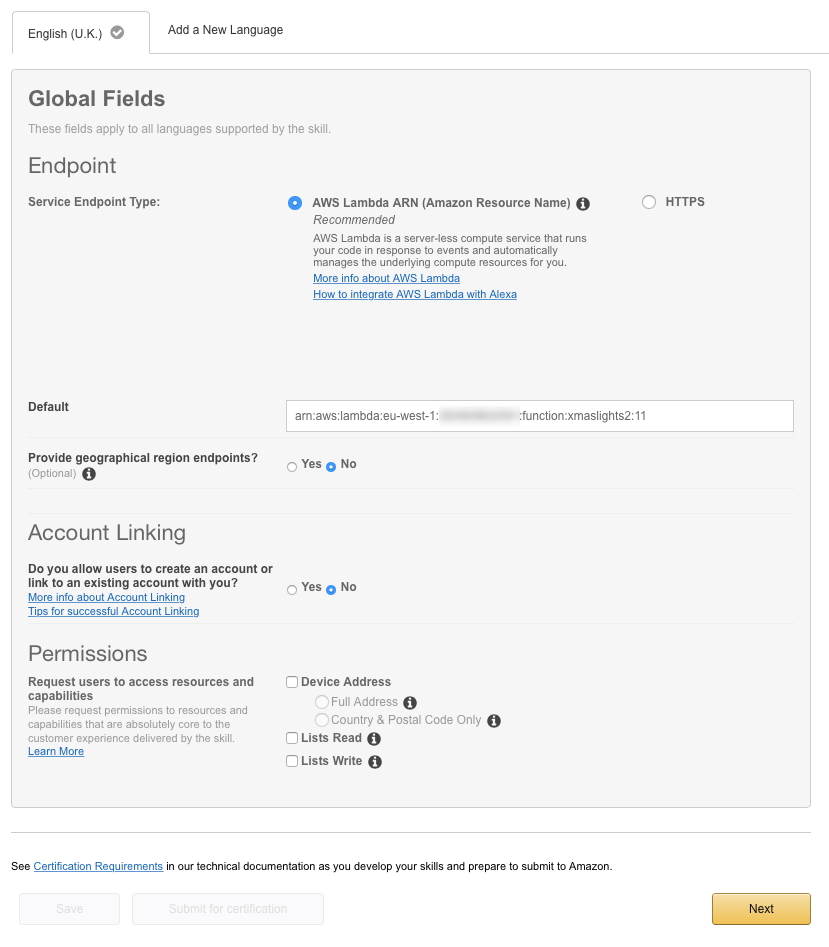 English (U.K.)
Add a New Language
Global Fields
These fields apply to all languages supported by the skill.
Endpoint
Service Endpoint Type:
AWS Lambda ARN (Amazon Resource Name)
HTTPS
Recommended
AWS Lambda is a server-less compute service that runs
your code in response to events and automatically
manages the underlying compute resources for you.
More info about AWS Lambda
How to integrate AWS Lambda with Alexa
Default
arn:aws:lambda:eu-west-1: :function:xmaslights2:11
Provide geographical region endpoints?
(Optional)
Yes No
Account Linking
Do you allow users to create an account or
link to an existing account with you?
Yes No
More info about Account Linking
Tips for successful Account Linking
Permissions
Request users to access resources and
capabilities
Please request permissions to resources and
capabilities that are absolutely core to the
customer experience delivered by the skill.
Learn More
Device Address
Full Address
Country & Postal Code Only
Lists Read
Lists Write
See Certification Requirements in our technical documentation as you develop your skills and prepare to submit to Amazon.
Save
Submit for certification
Next